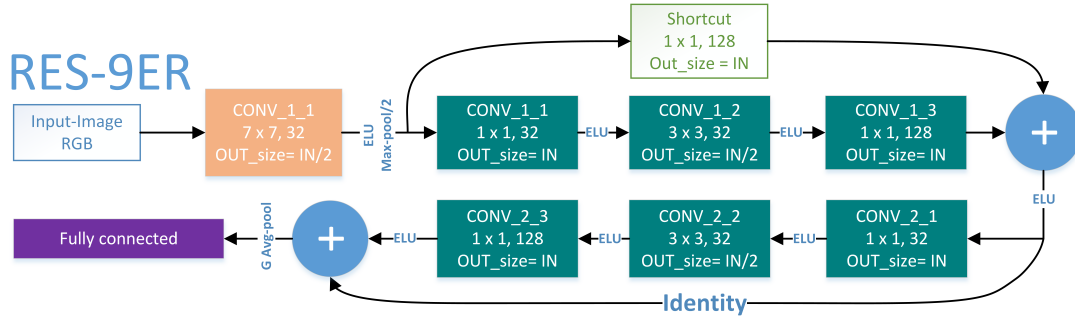 RES-9ER
Input-Image
RGB
CONV_1_1
7 x 7, 32
OUT_size= IN/2
ELU
Max-pool/2
Shortcut
1 x 1, 128
Out_size = IN
CONV_1_1
1 x 1, 32
OUT_size= IN
ELU
CONV_1_2
3 x 3, 32
OUT_size= IN/2
ELU
CONV_1_3
1 x 1, 128
OUT_size= IN
+
ELU
CONV_2_1
1 x 1, 32
OUT_size= IN
ELU
CONV_2_2
3 x 3, 32
OUT_size= IN/2
ELU
CONV_2_3
1 x 1, 128
OUT_size= IN
ELU
+
G Avg-pool
Fully connected
Identity